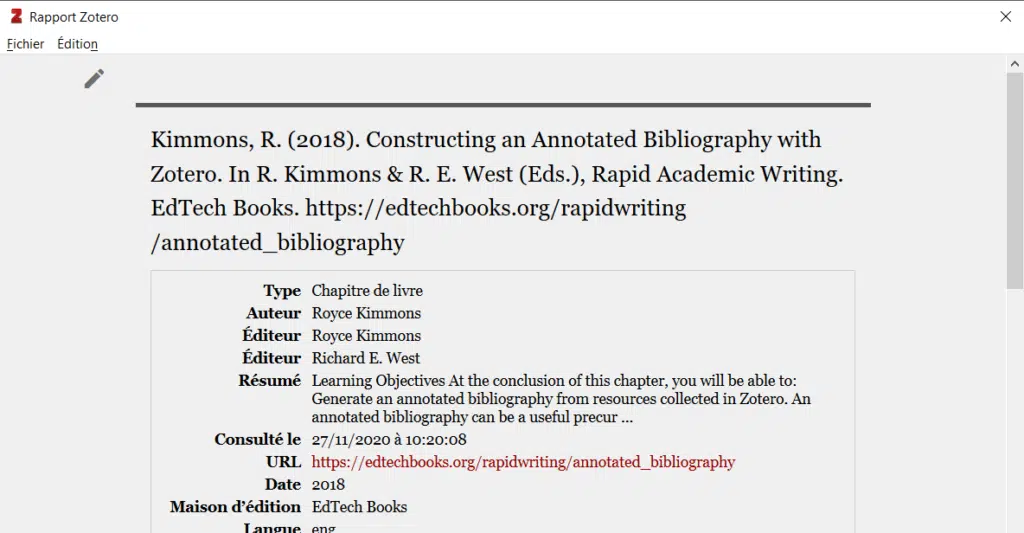 Rapport Zotero
Fichier Édition
Kimmons, R. (2018). Constructing an Annotated Bibliography with
Zotero. In R. Kimmons & R. E. West (Eds.), Rapid Academic Writing.
EdTech Books. https://edtechbooks.org/rapidwriting
/annotated_bibliography
Type Chapitre de livre
Auteur Royce Kimmons
Éditeur Royce Kimmons
Éditeur Richard E. West
Résumé Learning Objectives At the conclusion of this chapter, you will be able to:
Generate an annotated bibliography from resources collected in Zotero. An
annotated bibliography can be a useful precur ...
Consulté le 27/11/2020 à 10:20:08
URL https://edtechbooks.org/rapidwriting/annotated_bibliography
Date 2018
Maison d’édition EdTech Books
Langue eng